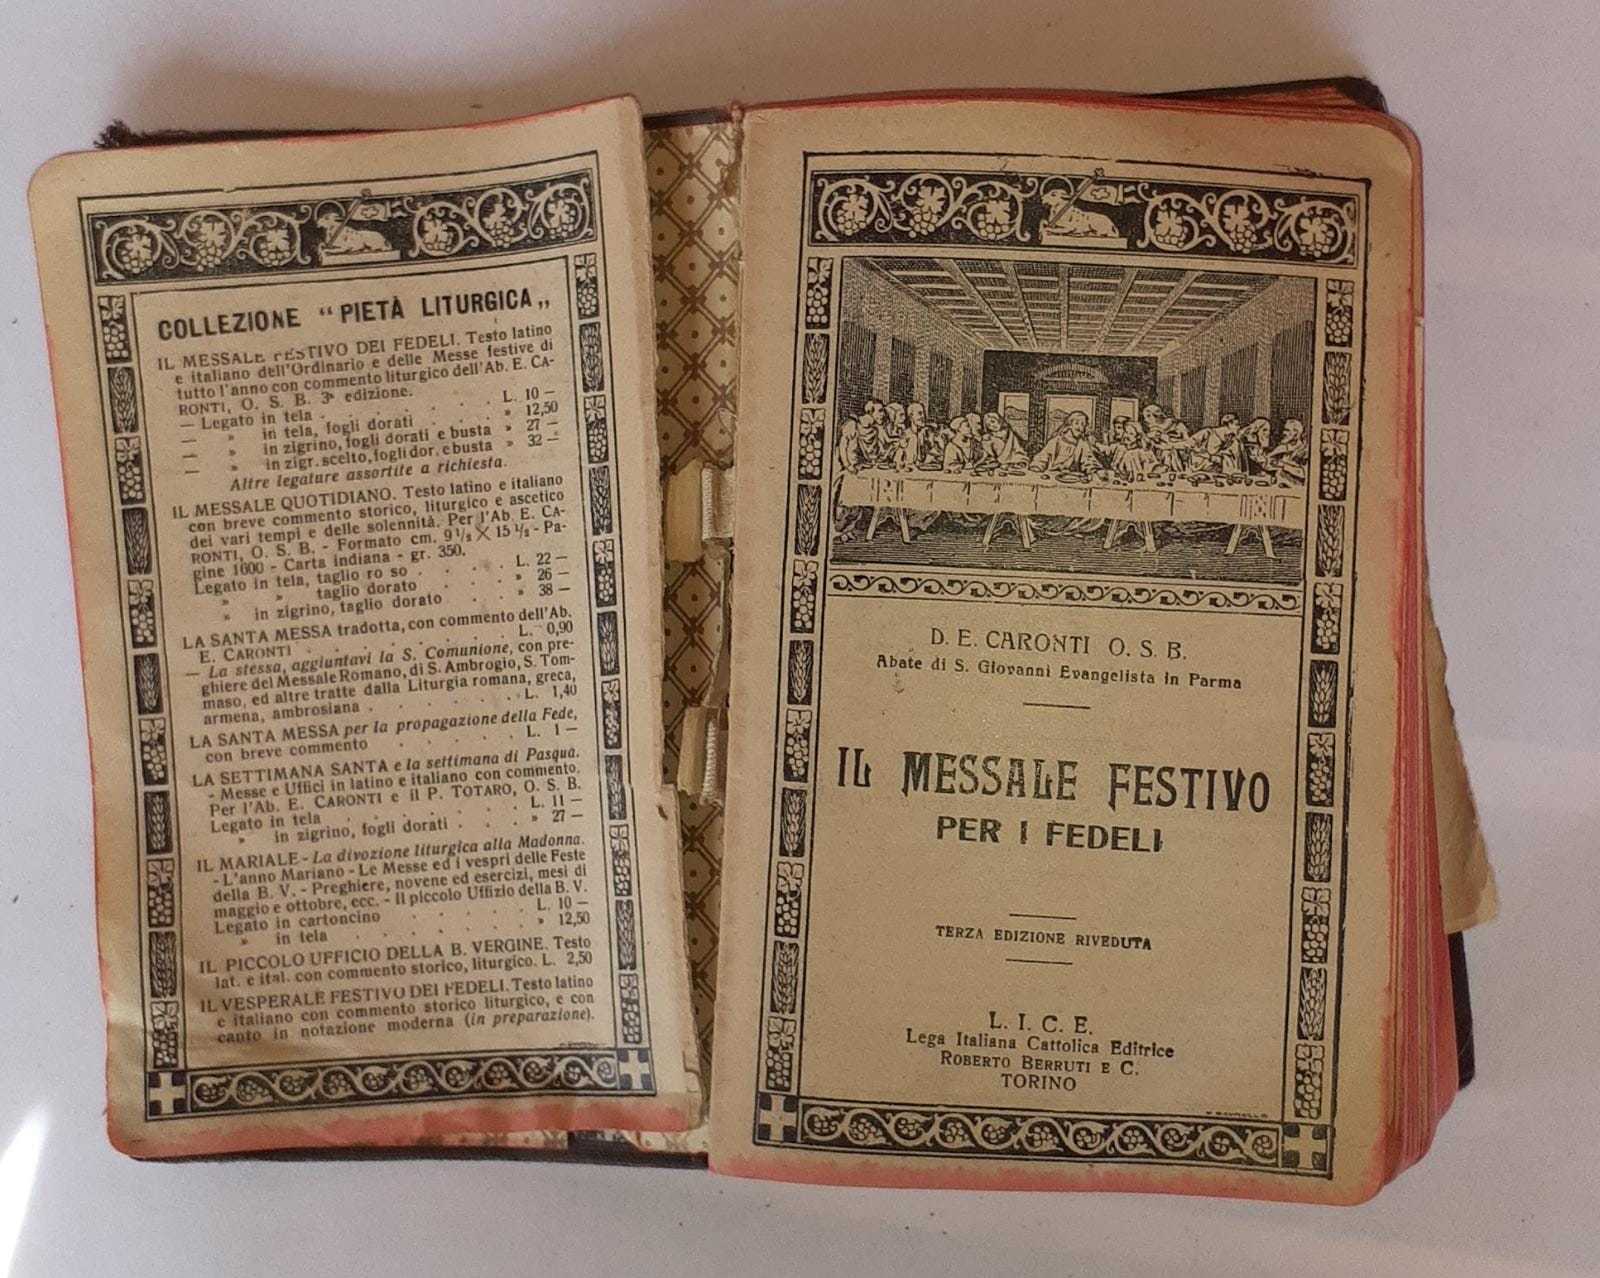 COLLEZIONE “ PIETÀ LITURGICA „
IL MESSALE FESTIVO DEI FEDELI. Testo latino
e italiano dell'Ordinario e delle Messe festive di
tutto l'anno con commento liturgico dell'Ab. E. CA-
RONTI, O. S. B. 3ª edizione.
— Legato in tela . . . . . . . L. 10 —
— » in tela, fogli dorati . . . . » 12,50
— » in zigrino, fogli dorati e busta » 27 —
— » in zigr. scelto, fogli dor. e busta » 32 —
Altre legature assortite a richiesta.
IL MESSALE QUOTIDIANO. Testo latino e italiano
con breve commento storico, liturgico e ascetico
dei vari tempi e delle solennità. Per l'Ab. E. CA-
RONTI, O. S. B. - Formato cm. 9 1/2 X 15 1/2 - Pa-
gine 1600 - Carta indiana - gr. 350.
Legato in tela, taglio ro so . . . . L. 22 —
» » taglio dorato . . . . » 26 —
» in zigrino, taglio dorato . . . » 38 —
LA SANTA MESSA tradotta, con commento dell'Ab.
E. CARONTI . . . . . . . L. 0,90
— La stessa, aggiuntavi la S. Comunione, con pre-
ghiere del Messale Romano, di S. Ambrogio, S. Tom-
maso, ed altre tratte dalla Liturgia romana, greca,
armena, ambrosiana . . . . . . L. 1,40
LA SANTA MESSA per la propagazione della Fede,
con breve commento . . . . . L. 1 —
LA SETTIMANA SANTA e la settimana di Pasqua.
- Messe e Uffici in latino e italiano con commento.
Per l'Ab. E. CARONTI e il P. TOTARO, O. S. B.
Legato in tela . . . . . . . L. 11 —
» in zigrino, fogli dorati . . . . » 27 —
IL MARIALE - La divozione liturgica alla Madonna.
- L'anno Mariano - Le Messe ed i vespri delle Feste
della B. V. - Preghiere, novene ed esercizi, mesi di
maggio e ottobre, ecc. - Il piccolo Uffizio della B. V.
Legato in cartoncino . . . . . . L. 10 —
» in tela . . . . . . . » 12,50
IL PICCOLO UFFICIO DELLA B. VERGINE. Testo
lat. e ital. con commento storico, liturgico. L. 2,50
IL VESPERALE FESTIVO DEI FEDELI. Testo latino
e italiano con commento storico liturgico, e con
canto in notazione moderna (in preparazione).
D. E. CARONTI O. S. B.
Abate di S. Giovanni Evangelista in Parma
IL MESSALE FESTIVO
PER I FEDELI
TERZA EDIZIONE RIVEDUTA
L. I. C. E.
Lega Italiana Cattolica Editrice
ROBERTO BERRUTI E C.
TORINO